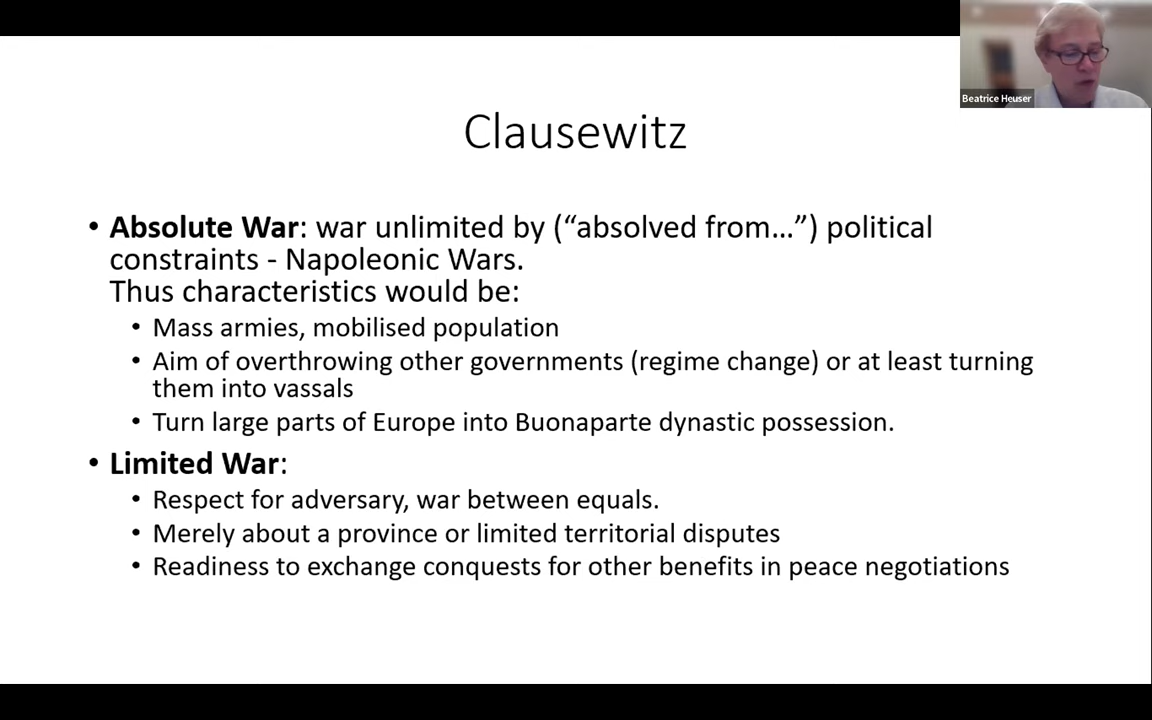 Beatrice Heuser
Clausewitz
• Absolute War: war unlimited by (“absolved from…”) political
constraints - Napoleonic Wars.
Thus characteristics would be:
• Mass armies, mobilised population
• Aim of overthrowing other governments (regime change) or at least turning
them into vassals
• Turn large parts of Europe into Buonaparte dynastic possession.
• Limited War:
• Respect for adversary, war between equals.
• Merely about a province or limited territorial disputes
• Readiness to exchange conquests for other benefits in peace negotiations